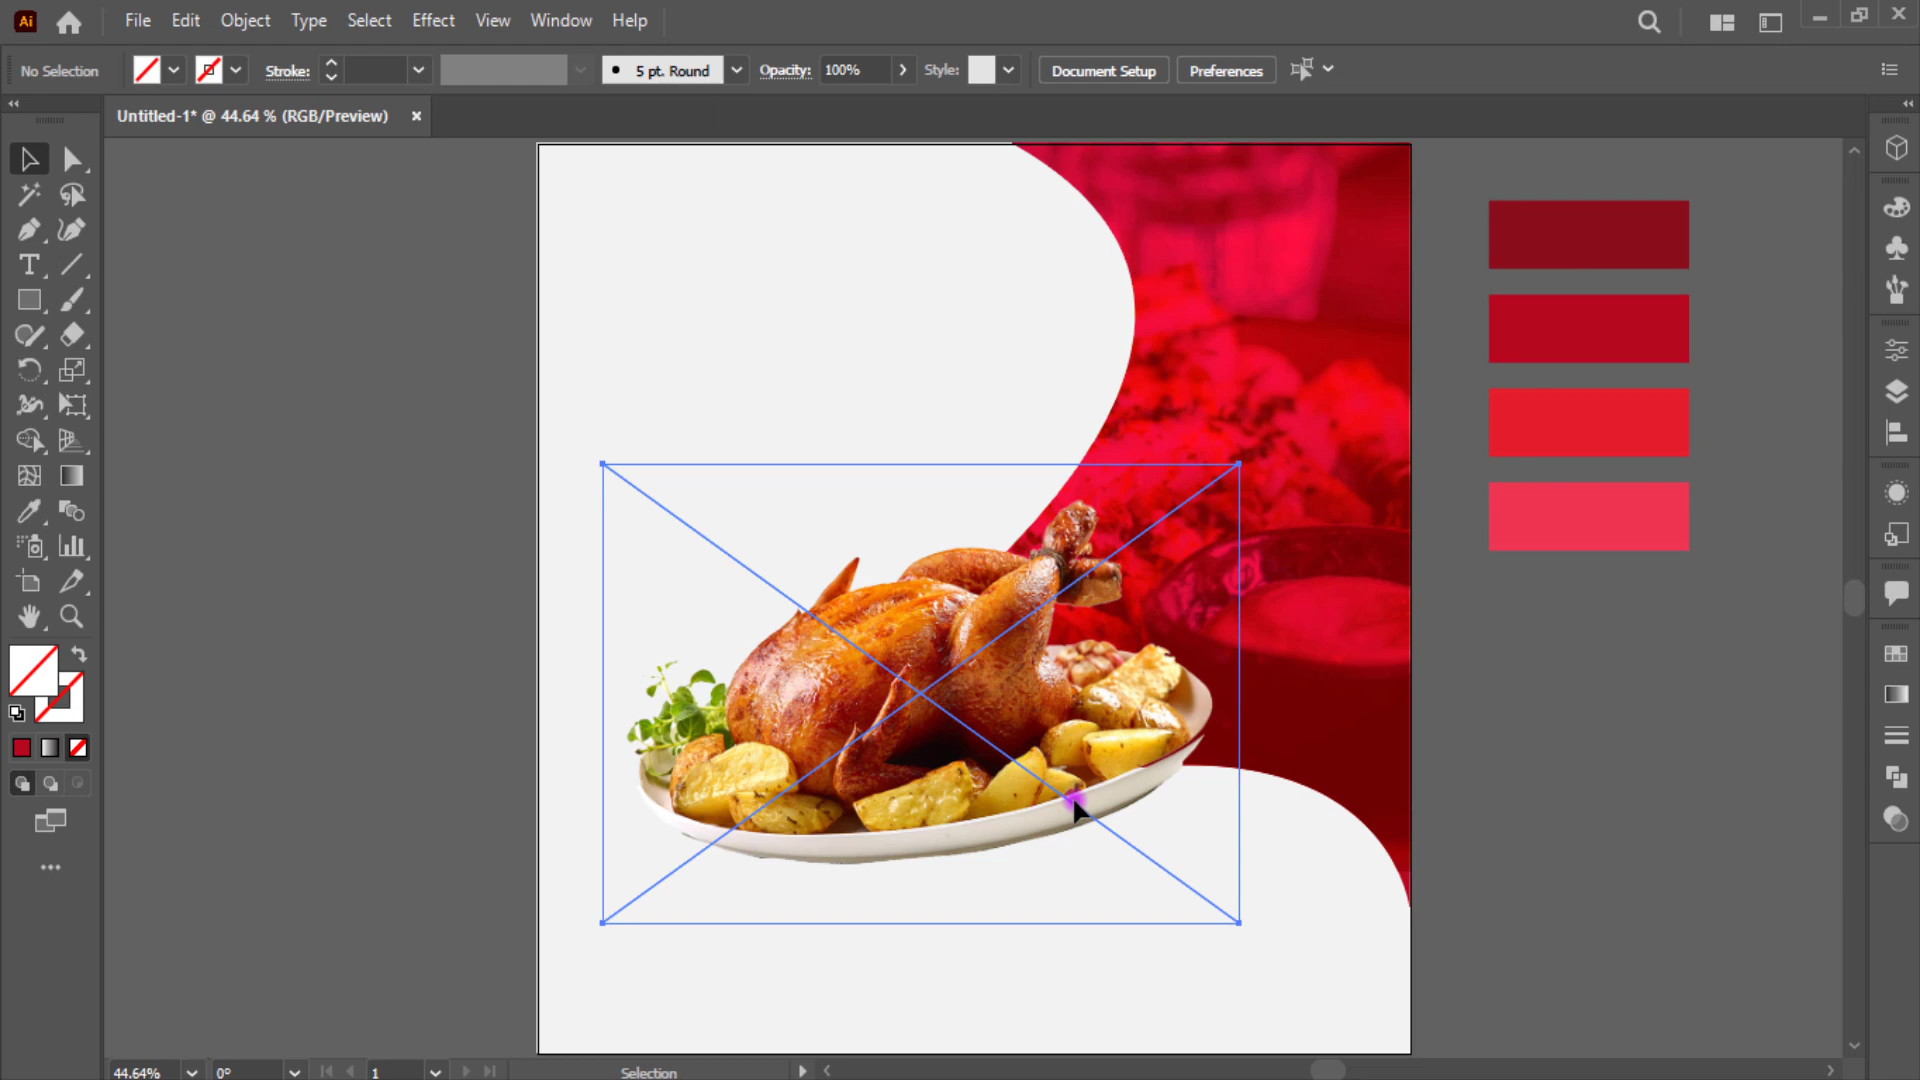 Ai File Edit Object Type Select Effect View Window Help
No Selection Stroke: 5 pt. Round Opacity: 100% Style: Document Setup Preferences
Untitled-1* @ 44.64 % (RGB/Preview) ×
T
44.64% 0° 1 Selection